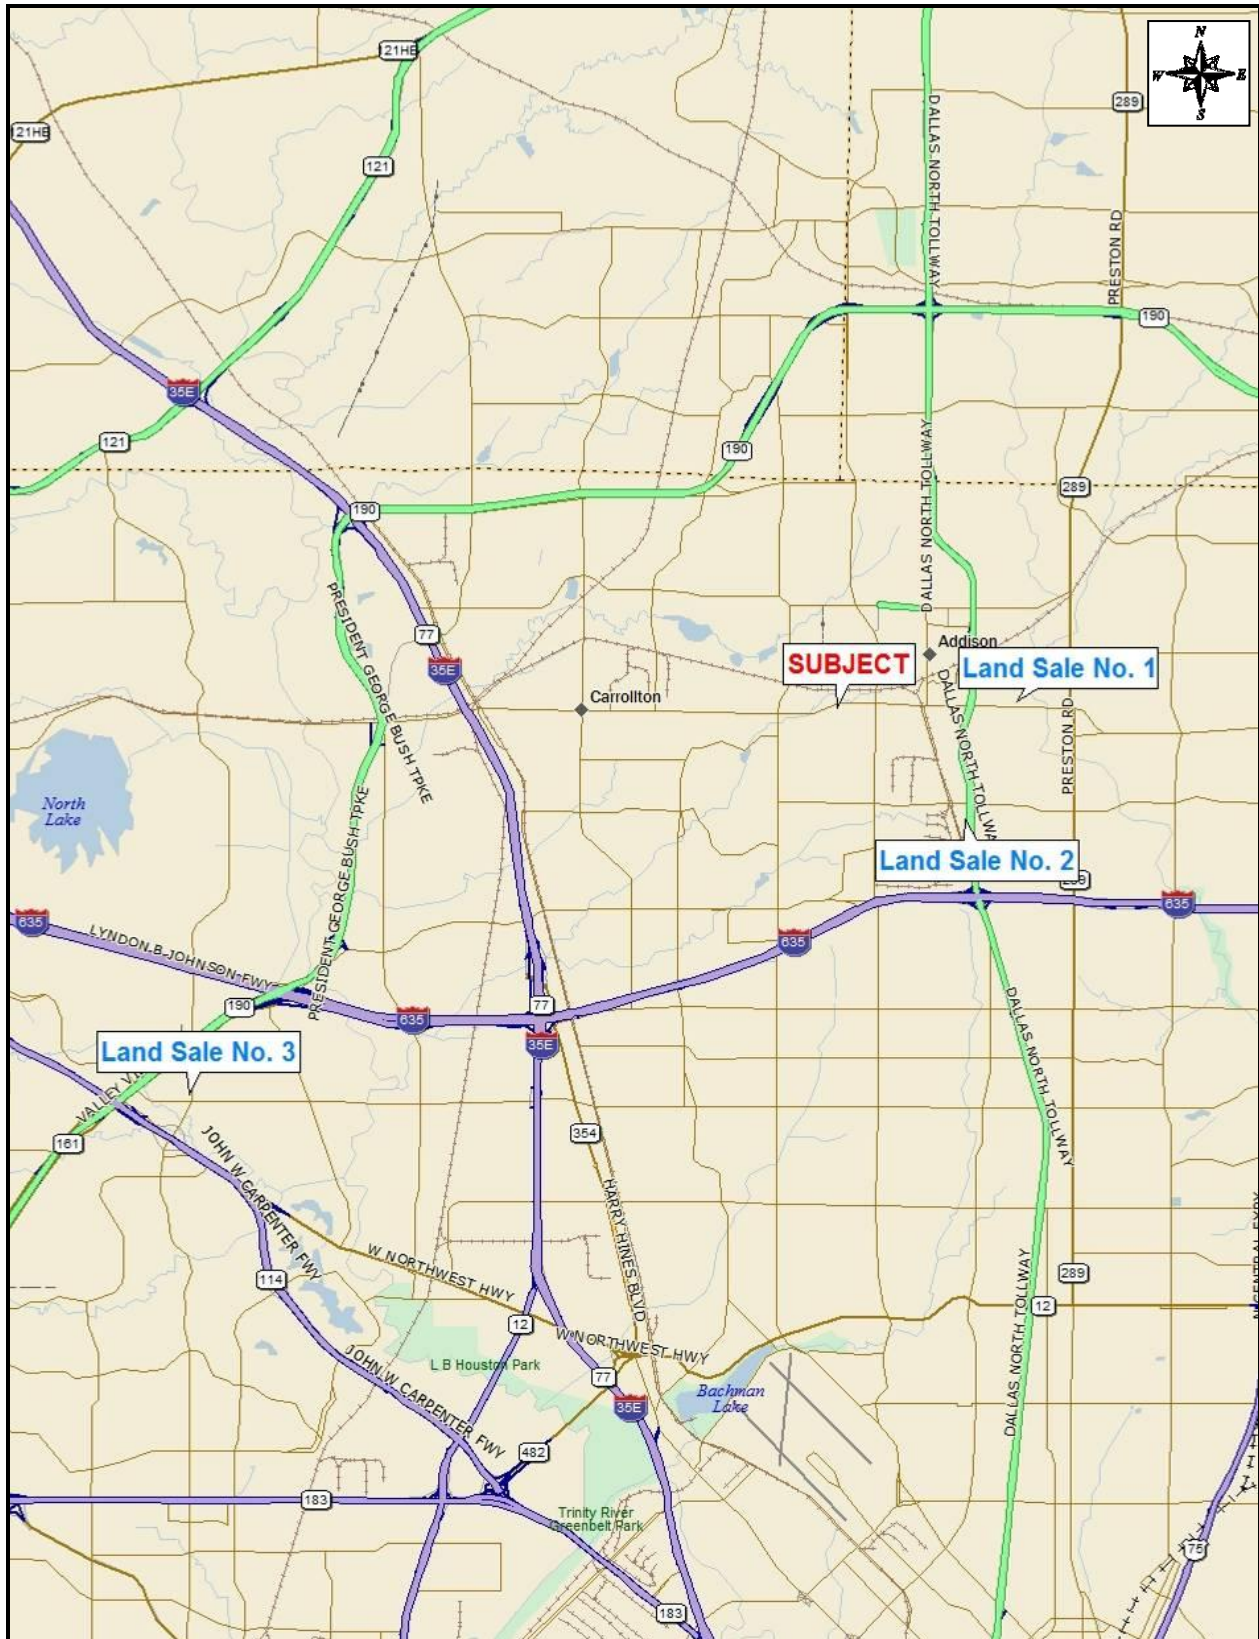 N
W E
S
121HB
289
121HB
121
DALLAS NORTH TOLLWAY
PRESTON RD
190
35E
121
DALLAS NORTH TOLLWAY
190
289
190
PRESIDENT GEORGE BUSH TPKE
77
35E
Addison
SUBJECT
Land Sale No. 1
Carrollton
DALLAS NORTH TOLLWAY
PRESTON RD
North
Lake
PRESIDENT GEORGE BUSH TPKE
Land Sale No. 2
635
635
LYNDON B JOHNSON FWY
635
190
77
635
35E
DALLAS NORTH TOLLWAY
Land Sale No. 3
161
354
JOHN W CARPENTER FWY
HARRY HINES BLVD
W NORTHWEST HWY
114
289
12
12
DALLAS NORTH TOLLWAY
W NORTHWEST HWY
L B Houston Park
JOHN W CARPENTER FWY
77
Bachman
Lake
35E
482
183
Trinity River
Greenbelt Park
75
183